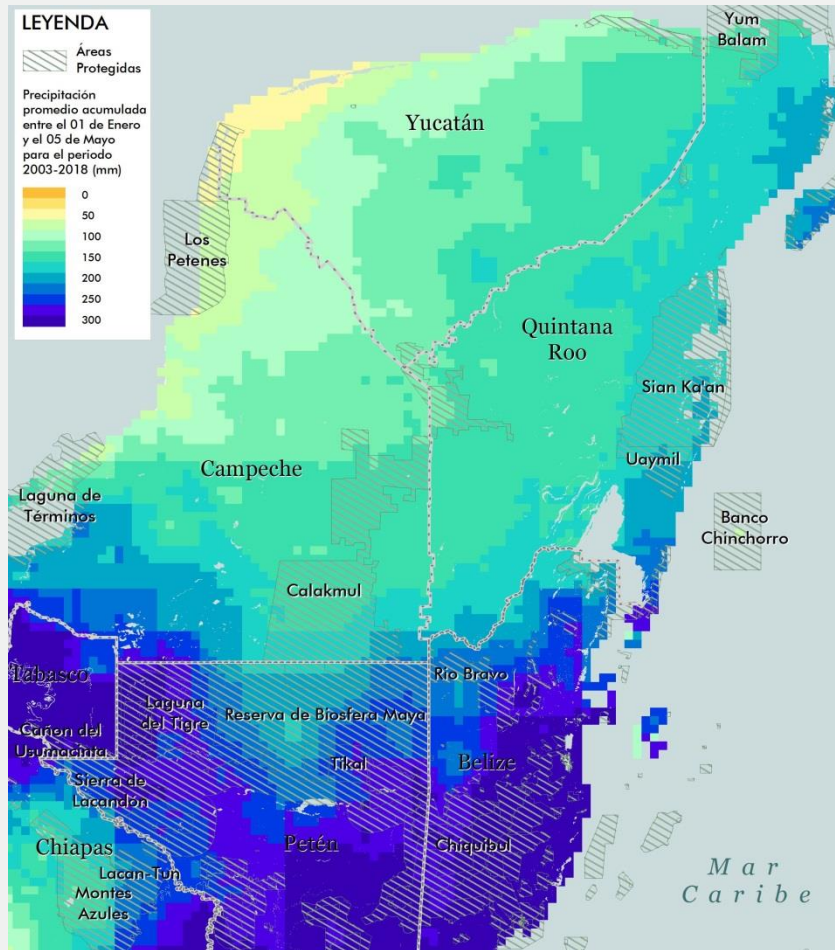 LEYENDA
Áreas
Protegidas
Precipitación
promedio acumulada
entre el 01 de Enero
y el 05 de Mayo
para el periodo
2003-2018 (mm)
0
50
100
150
200
250
300
Yum
Balam
Yucatán
Los
Petenes
Quintana
Roo
Sian Ka'an
Uaymil
Campeche
Laguna de
Términos
Banco
Chinchorro
Calakmul
Tabasco
Río Bravo
Laguna
del Tigre
Reserva de Biosfera Maya
Cañon del
Usumacinta
Tikal
Belize
Sierra de
Lacandón
Petén
Chiquibul
Chiapas
Lacan-Tun
Montes
Azules
Mar
Caribe